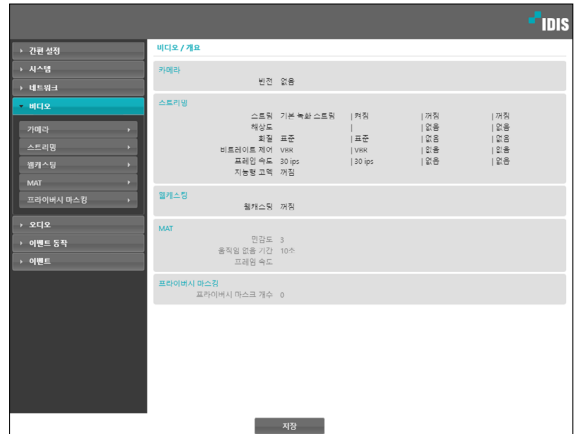 IDIS
간편 설정
시스템
네트워크
비디오
카메라
스트리밍
웹캐스팅
MAT
프라이버시 마스킹
오디오
이벤트 동작
이벤트
비디오 / 개요
카메라
반전 없음
스트리밍
스트림 기본 녹화 스트림 | 켜짐 | 꺼짐 | 꺼짐
해상도 | | 없음 | 없음
화질 표준 | 표준 | 없음 | 없음
비트레이트 제어 VBR | VBR | 없음 | 없음
프레임 속도 30 ips | 30 ips | 없음 | 없음
지능형 코덱 꺼짐
웹캐스팅
웹캐스팅 꺼짐
MAT
민감도 3
움직임 없음 기간 10초
프레임 속도
프라이버시 마스킹
프라이버시 마스크 개수 0
저장